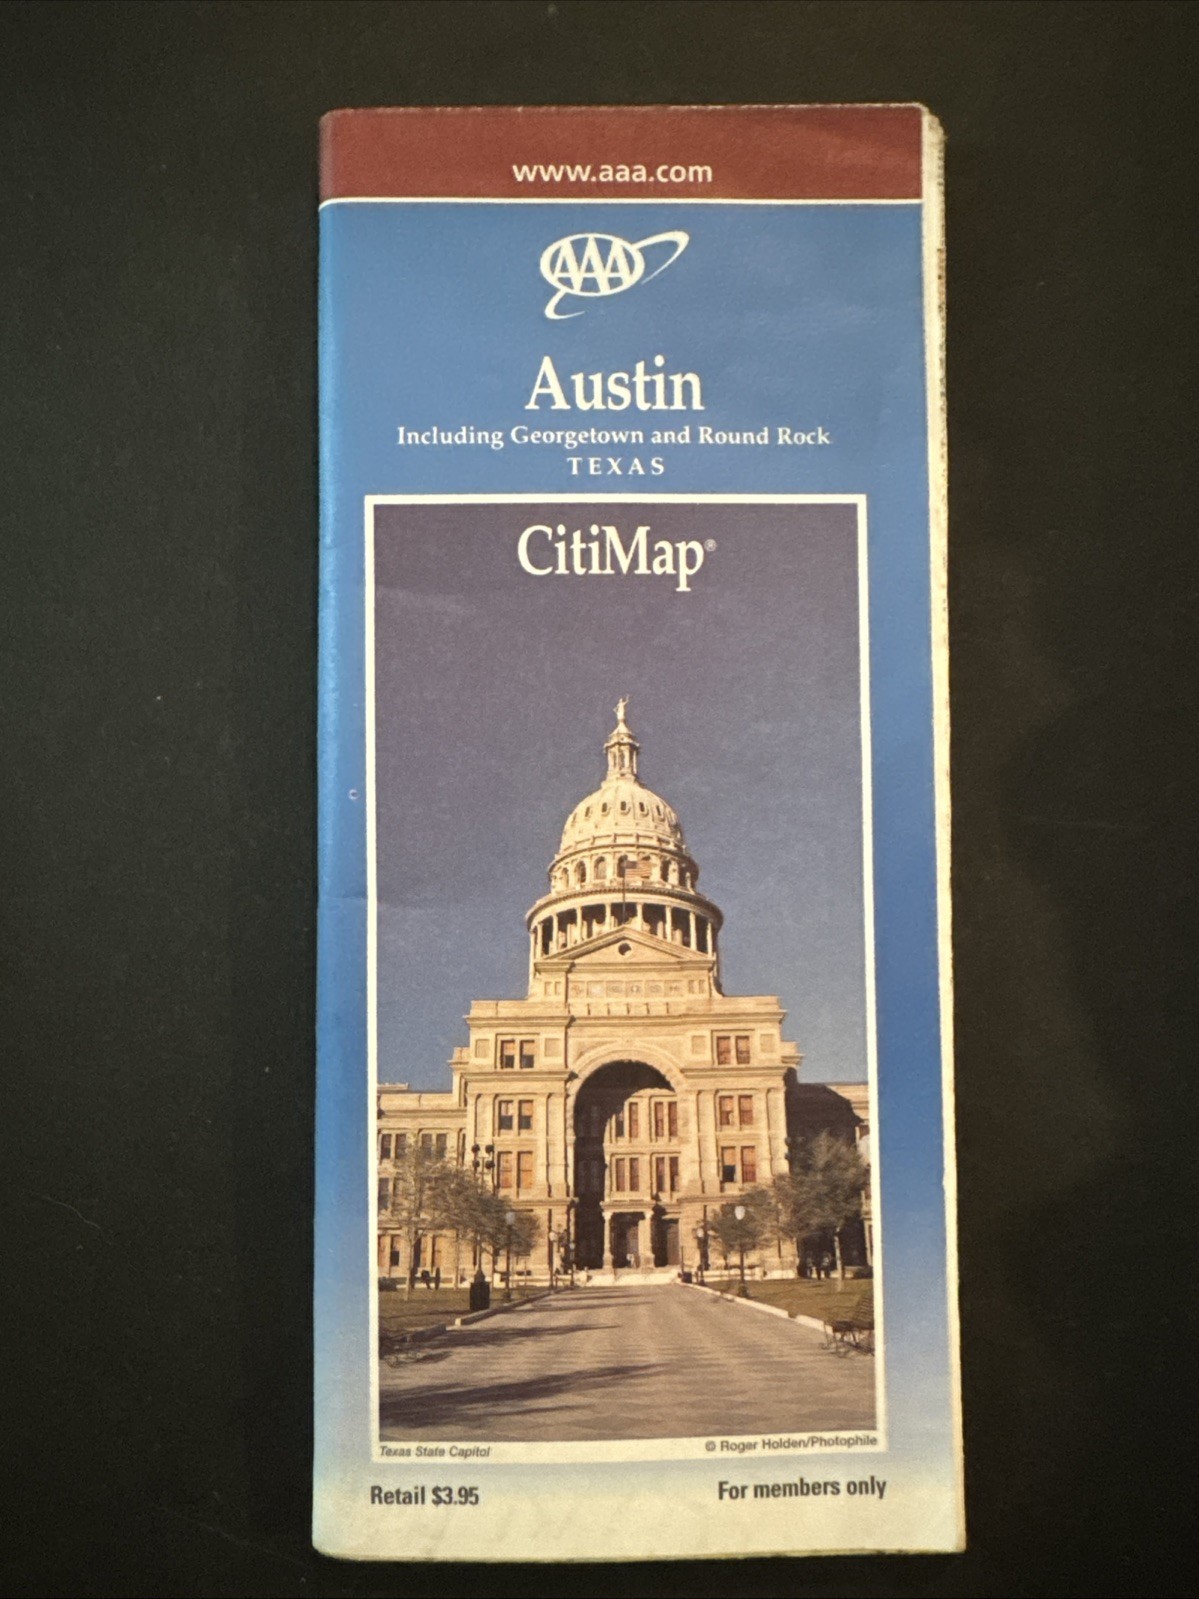 www.aaa.com
AAA
Austin
Including Georgetown and Round Rock
TEXAS
CitiMap®
Texas State Capitol
© Roger Holden/Photophile
Retail $3.95
For members only